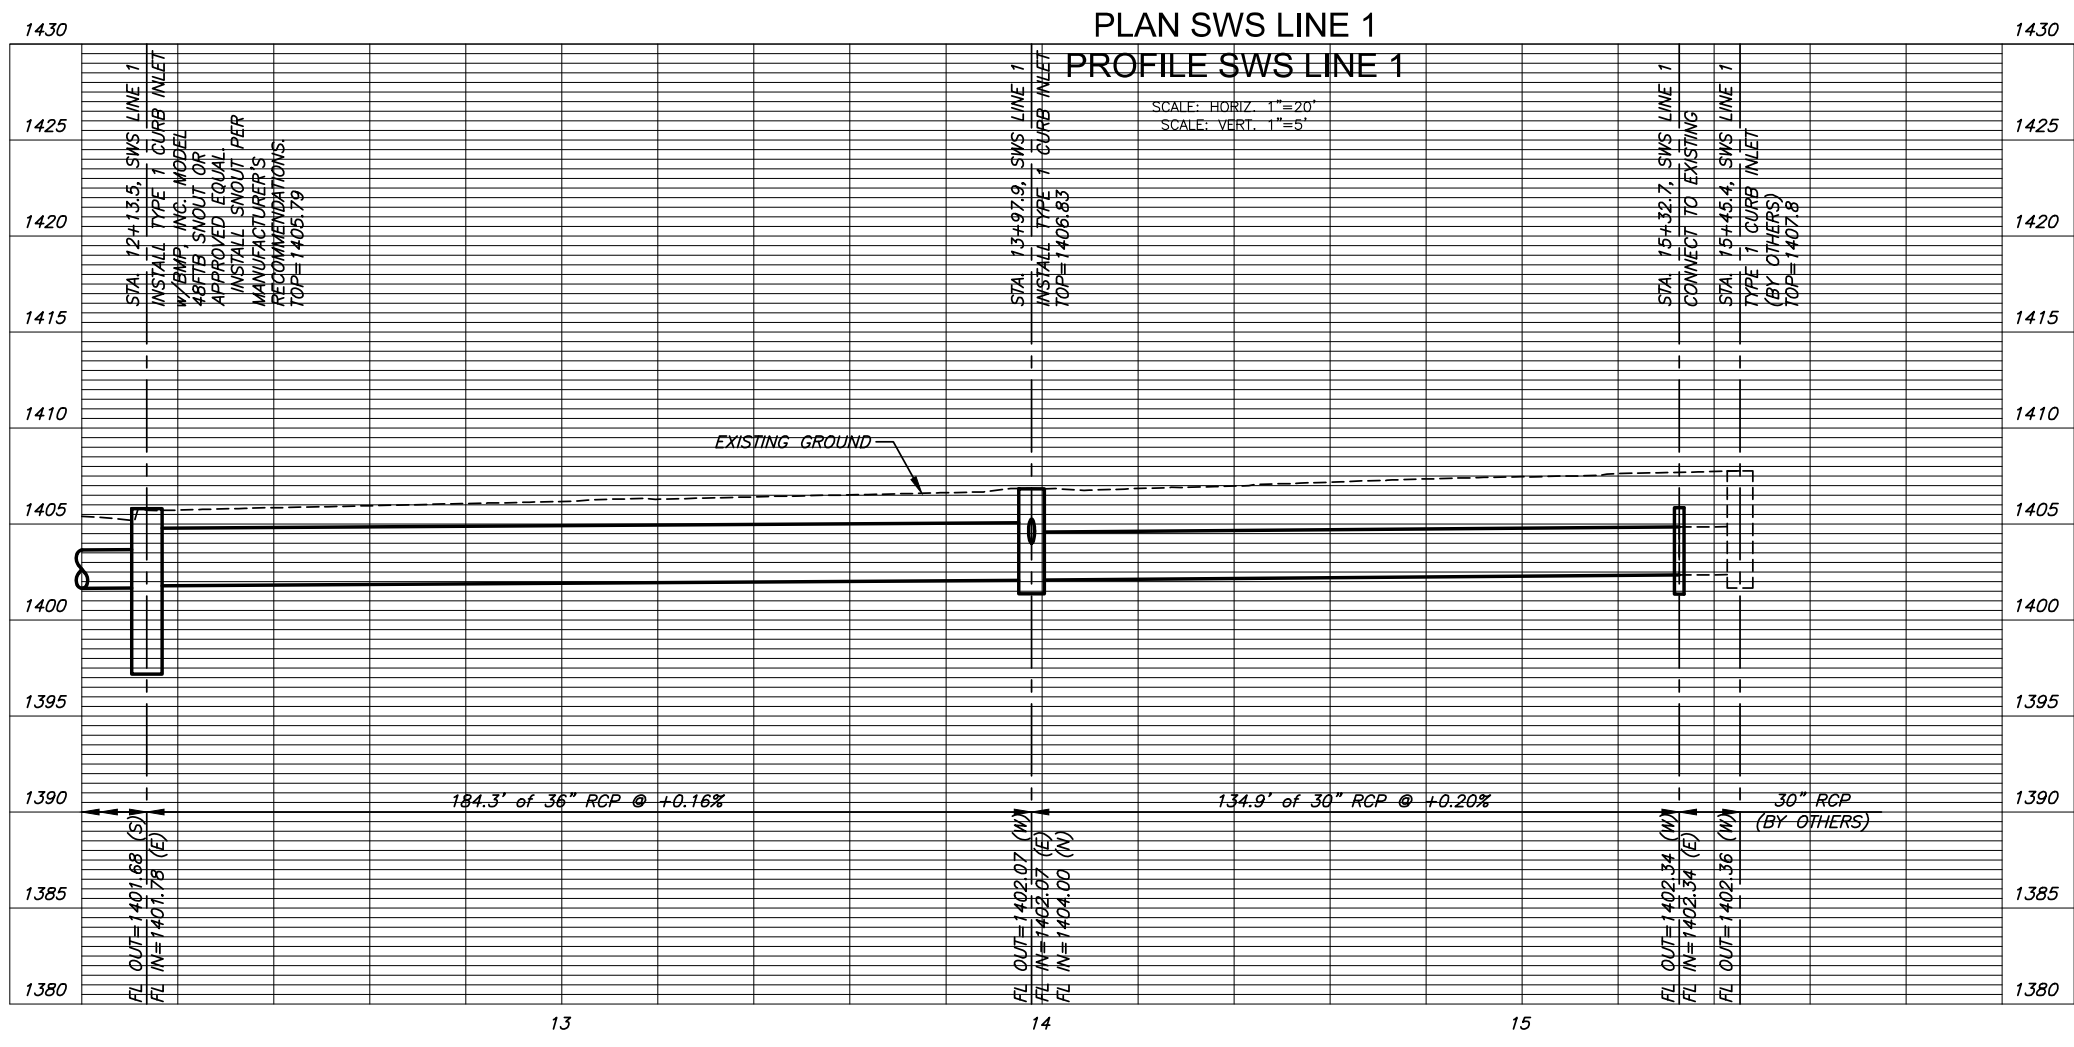 PLAN SWS LINE 1
PROFILE SWS LINE 1
SCALE: HORIZ. 1"=20'
SCALE: VERT. 1"=5'
1430
1430
1425
1425
1420
1420
1415
1415
1410
1410
1405
1405
1400
1400
1395
1395
1390
1390
1385
1385
1380
1380
STA. 12+13.5, SWS LINE 1
INSTALL TYPE 1 CURB INLET
W/BMP, INC. MODEL
48FTB SNOUT OR
APPROVED EQUAL.
INSTALL SNOUT PER
MANUFACTURER'S
RECOMMENDATIONS.
TOP=1405.79
STA. 13+97.9, SWS LINE 1
INSTALL TYPE 1 CURB INLET
TOP=1406.83
STA. 15+32.7, SWS LINE 1
CONNECT TO EXISTING
STA. 15+45.4, SWS LINE 1
TYPE 1 CURB INLET
(BY OTHERS)
TOP=1407.8
EXISTING GROUND
184.3' of 36" RCP @ +0.16%
134.9' of 30" RCP @ +0.20%
30" RCP
(BY OTHERS)
FL OUT=1401.68 (S)
FL IN=1401.78 (E)
FL OUT=1402.07 (W)
FL IN=1402.07 (E)
FL IN=1404.00 (N)
FL OUT=1402.34 (W)
FL IN=1402.34 (E)
FL OUT=1402.36 (W)
13
14
15